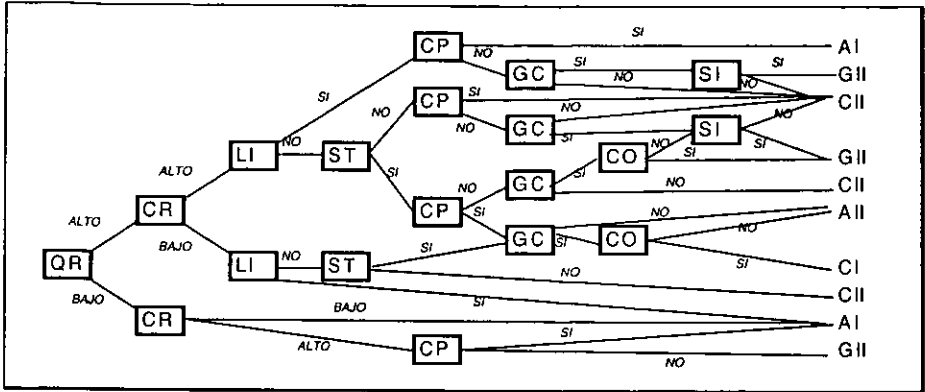 SI
CP AI
NO
GC SI SI SI GII
NO NO
SI CP SI CII
NO NO
NO GC SI NO
LI NO ST SI
CO NO SI SI GII
ALTO SI GC SI
NO NO CII
CR CP SI AII
ALTO NO
BAJO GC SI CO NO
QR LI NO ST SI SI CI
NO CII
BAJO SI
CR BAJO AI
ALTO SI
CP NO GII